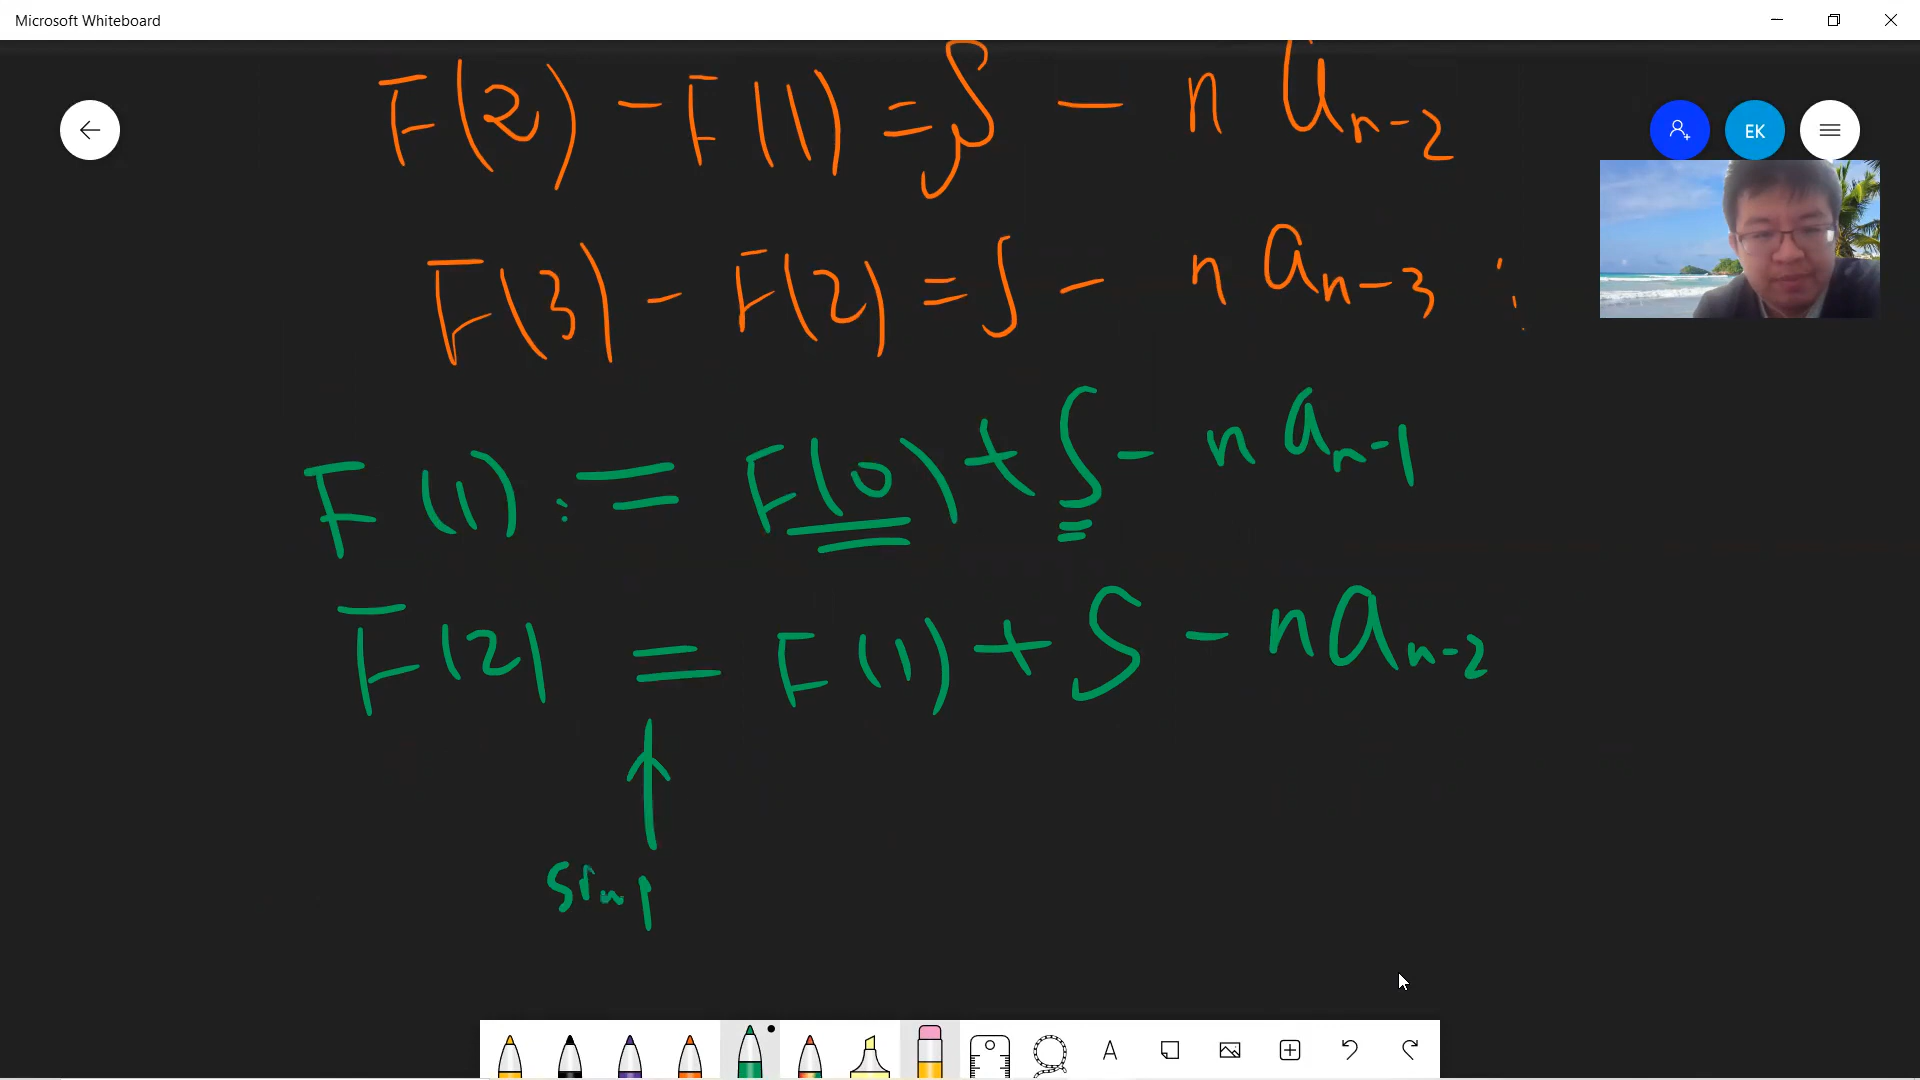 Microsoft Whiteboard
F(2) - F(1) = S - n a_{n-2}
EK
F(3) - F(2) = S - n a_{n-3} :
F(1) : = F(0) + S - n a_{n-1}
F(2) = F(1) + S - n a_{n-2}
simp
A